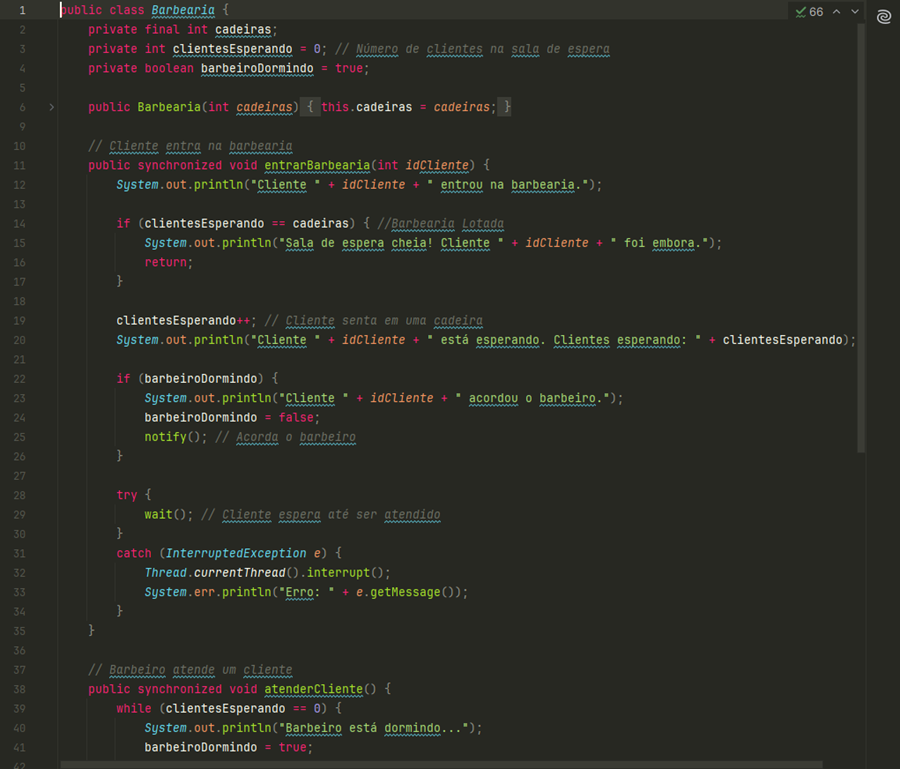 66
1 public class Barbearia {
2 private final int cadeiras;
3 private int clientesEsperando = 0; // Número de clientes na sala de espera
4 private boolean barbeiroDormindo = true;
5
6 public Barbearia(int cadeiras) { this.cadeiras = cadeiras; }
9
10 // Cliente entra na barbearia
11 public synchronized void entrarBarbearia(int idCliente) {
12 System.out.println("Cliente " + idCliente + " entrou na barbearia.");
13
14 if (clientesEsperando == cadeiras) { //Barbearia Lotada
15 System.out.println("Sala de espera cheia! Cliente " + idCliente + " foi embora.");
16 return;
17 }
18
19 clientesEsperando++; // Cliente senta em uma cadeira
20 System.out.println("Cliente " + idCliente + " está esperando. Clientes esperando: " + clientesEsperando);
21
22 if (barbeiroDormindo) {
23 System.out.println("Cliente " + idCliente + " acordou o barbeiro.");
24 barbeiroDormindo = false;
25 notify(); // Acorda o barbeiro
26 }
27
28 try {
29 wait(); // Cliente espera até ser atendido
30 }
31 catch (InterruptedException e) {
32 Thread.currentThread().interrupt();
33 System.err.println("Erro: " + e.getMessage());
34 }
35 }
36
37 // Barbeiro atende um cliente
38 public synchronized void atenderCliente() {
39 while (clientesEsperando == 0) {
40 System.out.println("Barbeiro está dormindo...");
41 barbeiroDormindo = true;
42